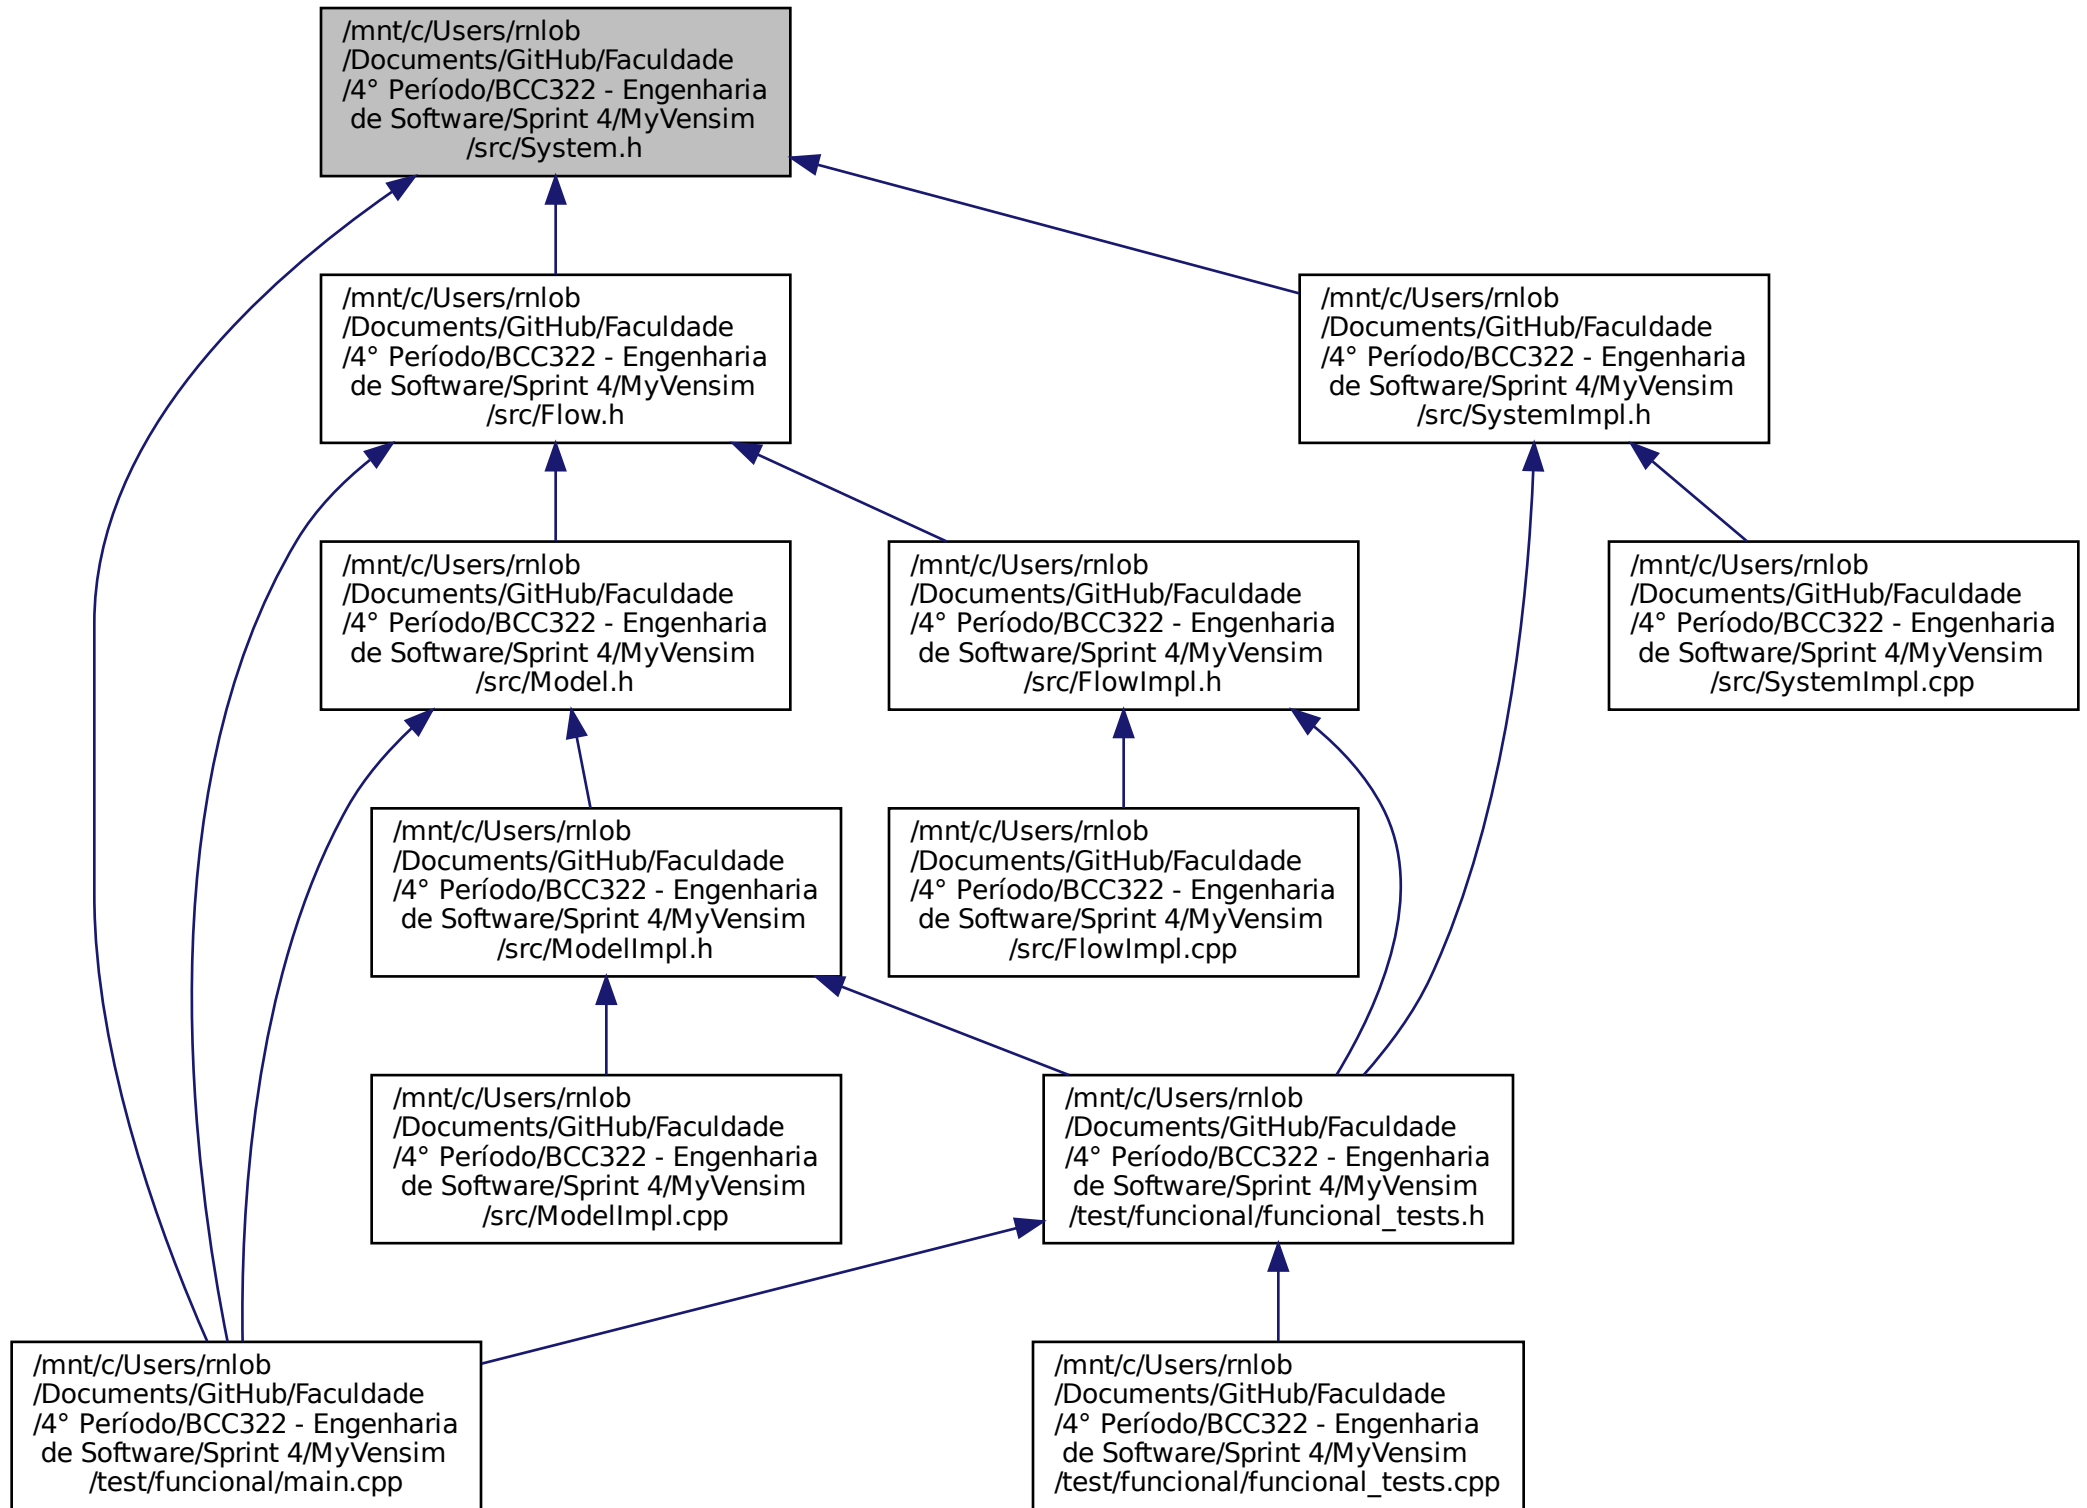 /mnt/c/Users/rnlob
/Documents/GitHub/Faculdade
/4° Período/BCC322 - Engenharia
de Software/Sprint 4/MyVensim
/src/System.h
/mnt/c/Users/rnlob
/Documents/GitHub/Faculdade
/4° Período/BCC322 - Engenharia
de Software/Sprint 4/MyVensim
/src/Flow.h
/mnt/c/Users/rnlob
/Documents/GitHub/Faculdade
/4° Período/BCC322 - Engenharia
de Software/Sprint 4/MyVensim
/src/SystemImpl.h
/mnt/c/Users/rnlob
/Documents/GitHub/Faculdade
/4° Período/BCC322 - Engenharia
de Software/Sprint 4/MyVensim
/src/Model.h
/mnt/c/Users/rnlob
/Documents/GitHub/Faculdade
/4° Período/BCC322 - Engenharia
de Software/Sprint 4/MyVensim
/src/FlowImpl.h
/mnt/c/Users/rnlob
/Documents/GitHub/Faculdade
/4° Período/BCC322 - Engenharia
de Software/Sprint 4/MyVensim
/src/SystemImpl.cpp
/mnt/c/Users/rnlob
/Documents/GitHub/Faculdade
/4° Período/BCC322 - Engenharia
de Software/Sprint 4/MyVensim
/src/ModelImpl.h
/mnt/c/Users/rnlob
/Documents/GitHub/Faculdade
/4° Período/BCC322 - Engenharia
de Software/Sprint 4/MyVensim
/src/FlowImpl.cpp
/mnt/c/Users/rnlob
/Documents/GitHub/Faculdade
/4° Período/BCC322 - Engenharia
de Software/Sprint 4/MyVensim
/src/ModelImpl.cpp
/mnt/c/Users/rnlob
/Documents/GitHub/Faculdade
/4° Período/BCC322 - Engenharia
de Software/Sprint 4/MyVensim
/test/funcional/funcional_tests.h
/mnt/c/Users/rnlob
/Documents/GitHub/Faculdade
/4° Período/BCC322 - Engenharia
de Software/Sprint 4/MyVensim
/test/funcional/main.cpp
/mnt/c/Users/rnlob
/Documents/GitHub/Faculdade
/4° Período/BCC322 - Engenharia
de Software/Sprint 4/MyVensim
/test/funcional/funcional_tests.cpp